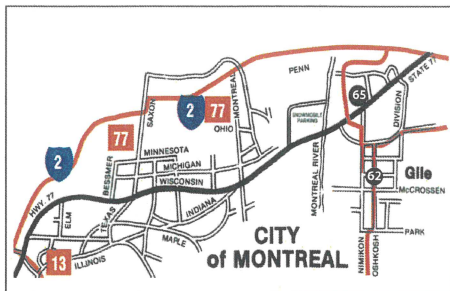 PENN
STATE 77
SAXON
MONTREAL
65
2
77
SNOWMOBILE
PARKING
DIVISION
77
OHIO
MINNESOTA
2
BESSMER
MICHIGAN
MONTREAL RIVER
Gile
WISCONSIN
62
McCROSSEN
HWY. 77
INDIANA
ELM
TEXAS
CITY
of MONTREAL
PARK
MAPLE
NIMIKON
OSHKOSH
13
ILLINOIS